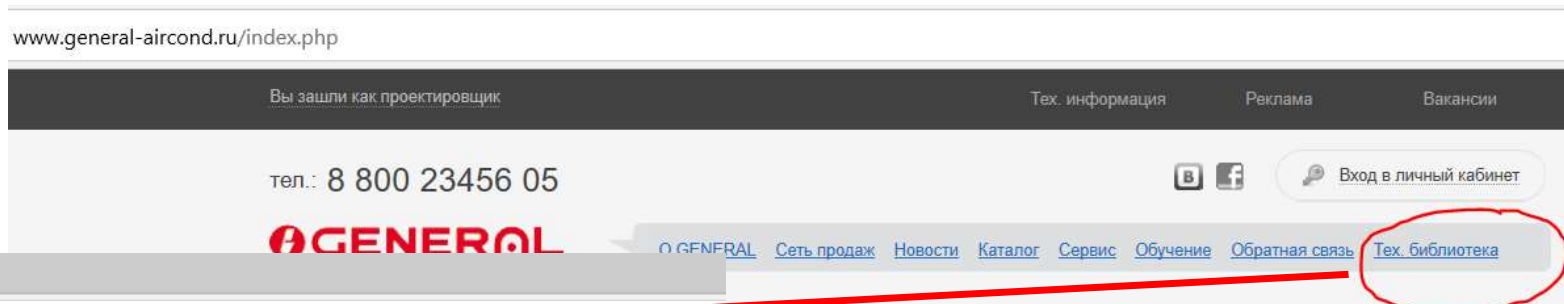 www.general-aircond.ru/index.php
Вы зашли как проектировщик Тех. информация Реклама Вакансии
тел.: 8 800 23456 05
В f Вход в личный кабинет
GENERAL
О GENERAL Сеть продаж Новости Каталог Сервис Обучение Обратная связь Тех. библиотека